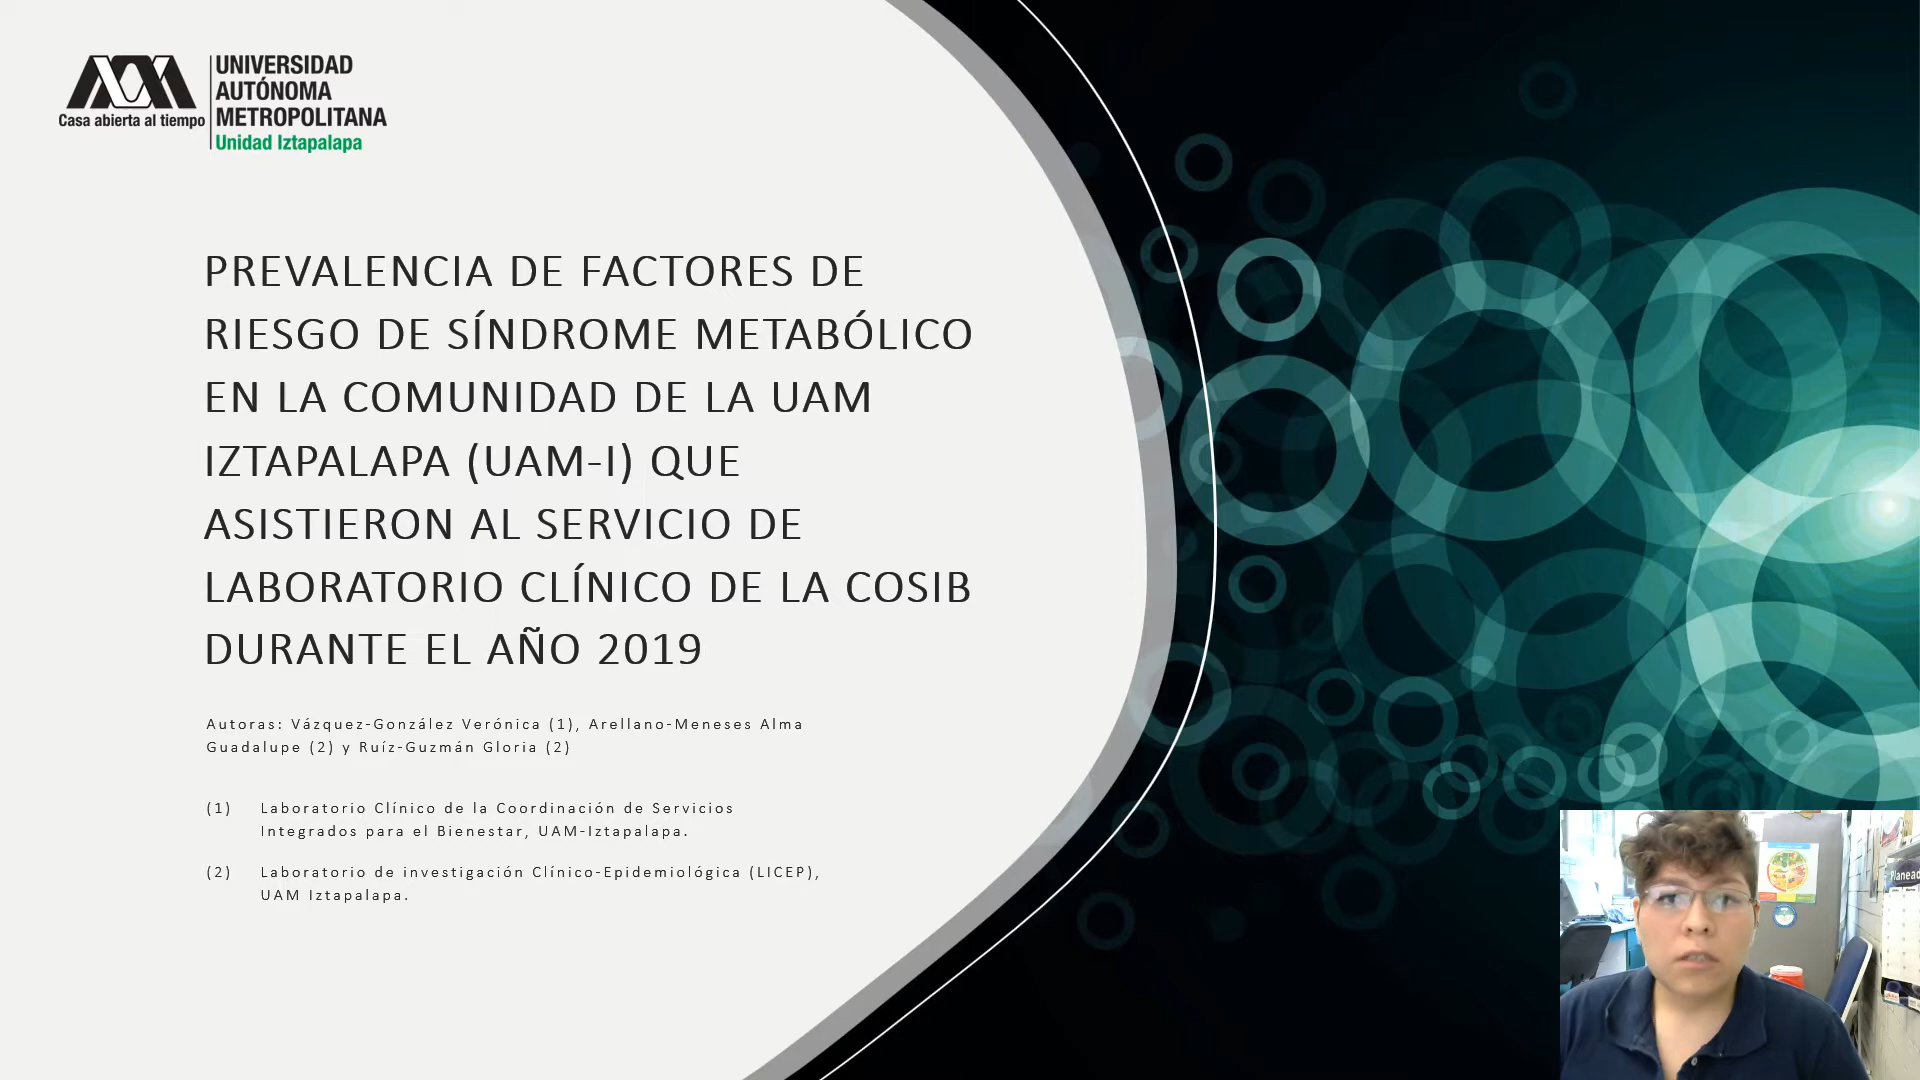 UNIVERSIDAD
AUTÓNOMA
METROPOLITANA
Casa abierta al tiempo
Unidad Iztapalapa
PREVALENCIA DE FACTORES DE
RIESGO DE SÍNDROME METABÓLICO
EN LA COMUNIDAD DE LA UAM
IZTAPALAPA (UAM-I) QUE
ASISTIERON AL SERVICIO DE
LABORATORIO CLÍNICO DE LA COSIB
DURANTE EL AÑO 2019
Autoras: Vázquez-González Verónica (1), Arellano-Meneses Alma
Guadalupe (2) y Ruíz-Guzmán Gloria (2)
(1) Laboratorio Clínico de la Coordinación de Servicios
Integrados para el Bienestar, UAM-Iztapalapa.
(2) Laboratorio de investigación Clínico-Epidemiológica (LICEP),
UAM Iztapalapa.